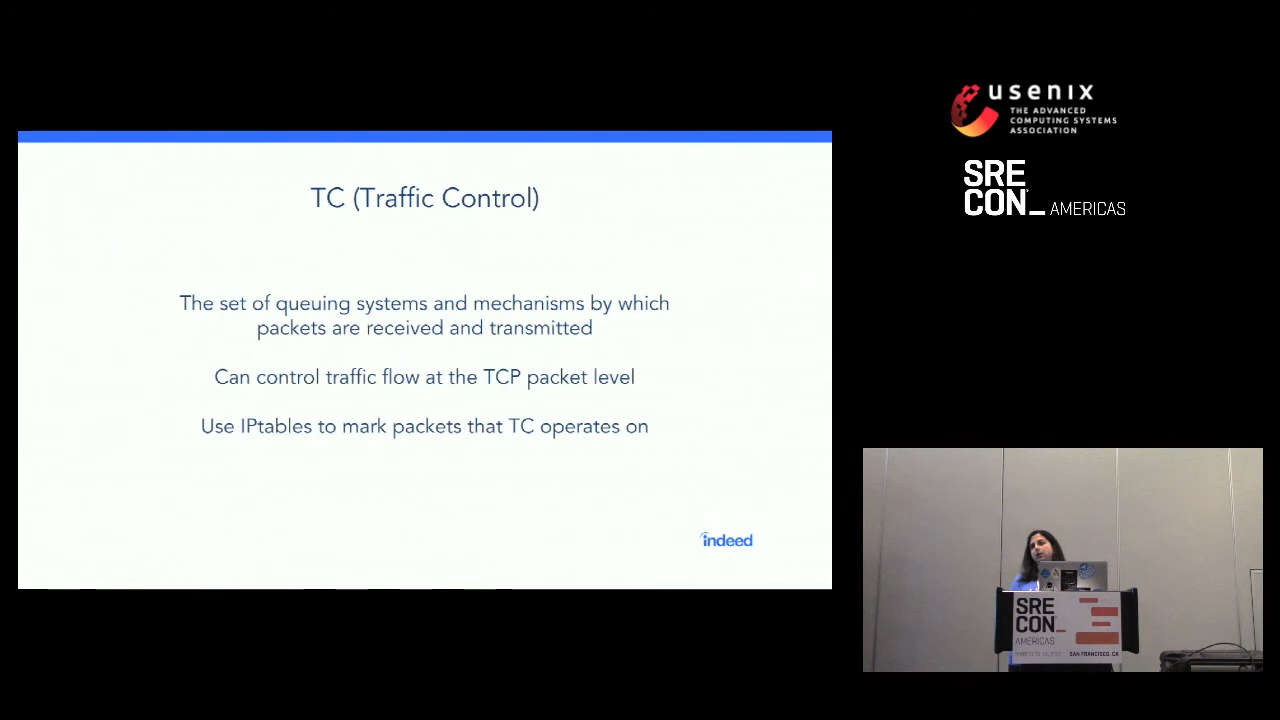 TC (Traffic Control)
The set of queuing systems and mechanisms by which
packets are received and transmitted
Can control traffic flow at the TCP packet level
Use IPtables to mark packets that TC operates on
indeed
usenix
THE ADVANCED
COMPUTING SYSTEMS
ASSOCIATION
SRE
CON_ AMERICAS
SRE
CON_
AMERICAS
SAN FRANCISCO, CA